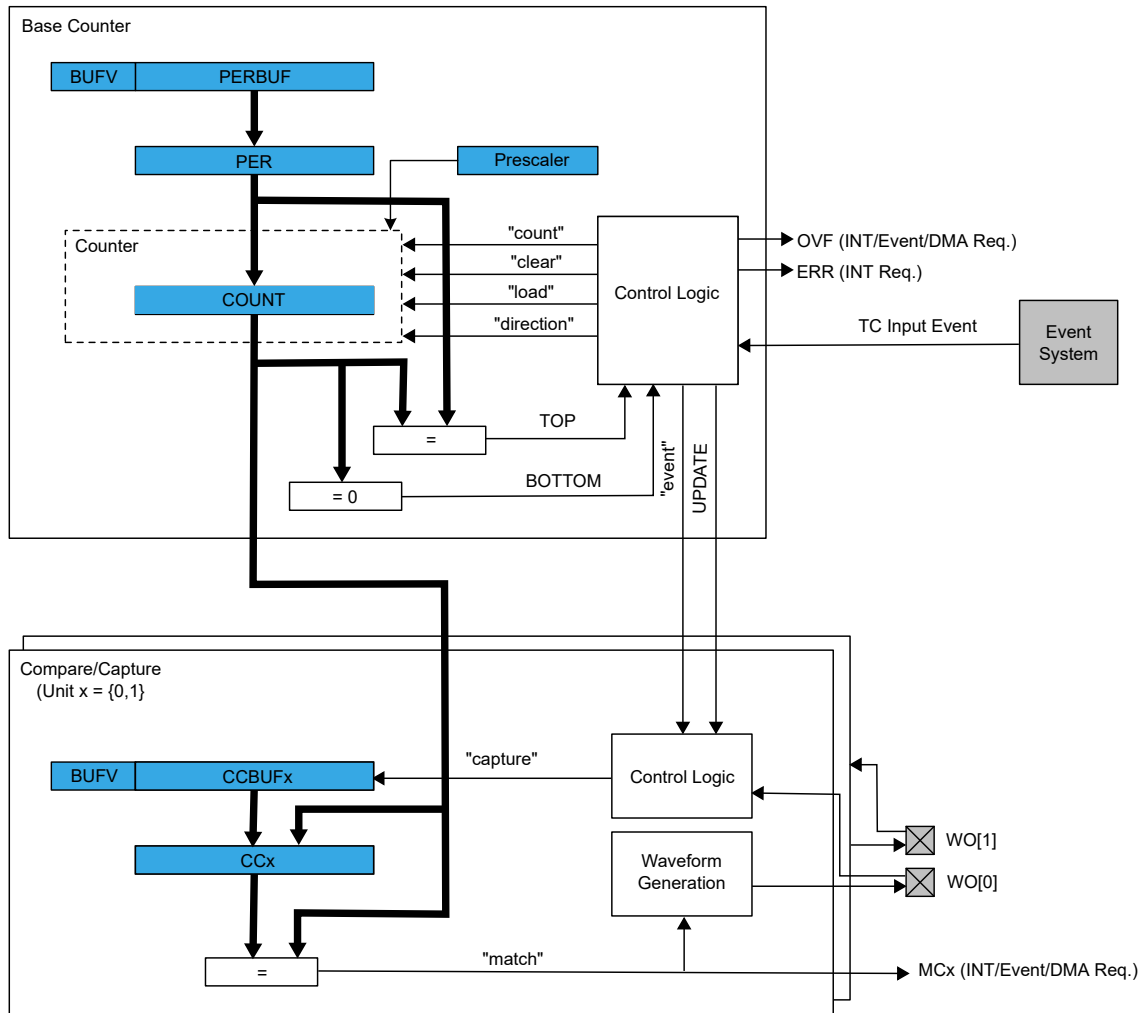 Base Counter
BUFV
PERBUF
PER
Prescaler
Counter
COUNT
"count"
"clear"
"load"
"direction"
Control Logic
OVF (INT/Event/DMA Req.)
ERR (INT Req.)
TC Input Event
Event
System
=
TOP
= 0
BOTTOM
"event"
UPDATE
Compare/Capture
(Unit x = {0,1}
BUFV
CCBUFx
"capture"
Control Logic
CCx
Waveform
Generation
WO[1]
WO[0]
=
"match"
MCx (INT/Event/DMA Req.)